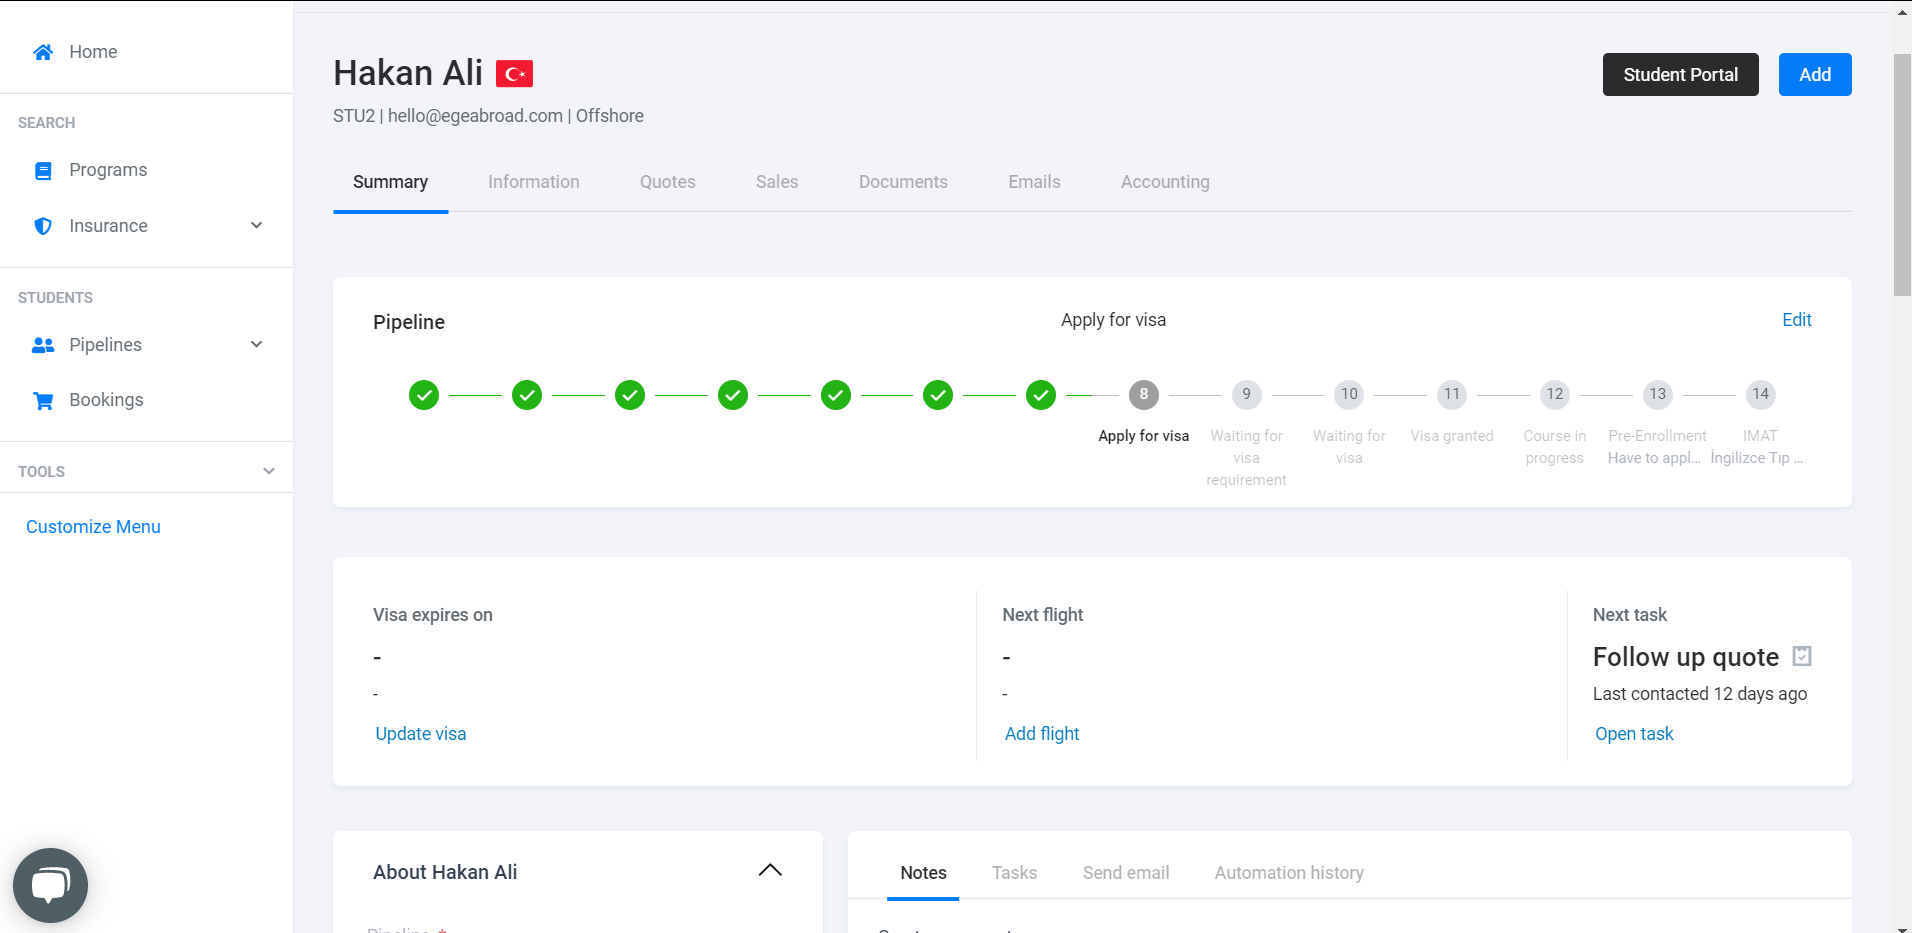 Home
SEARCH
Programs
Insurance
STUDENTS
Pipelines
Bookings
TOOLS
Customize Menu
Hakan Ali
STU2 | hello@egeabroad.com | Offshore
Student Portal
Add
Summary
Information
Quotes
Sales
Documents
Emails
Accounting
Pipeline
Apply for visa
Edit
8
Apply for visa
9
Waiting for
visa
requirement
10
Waiting for
visa
11
Visa granted
12
Course in
progress
13
Pre-Enrollment
Have to appl...
14
IMAT
İngilizce Tıp ...
Visa expires on
-
-
Update visa
Next flight
-
-
Add flight
Next task
Follow up quote
Last contacted 12 days ago
Open task
About Hakan Ali
Pipeline *
Notes
Tasks
Send email
Automation history